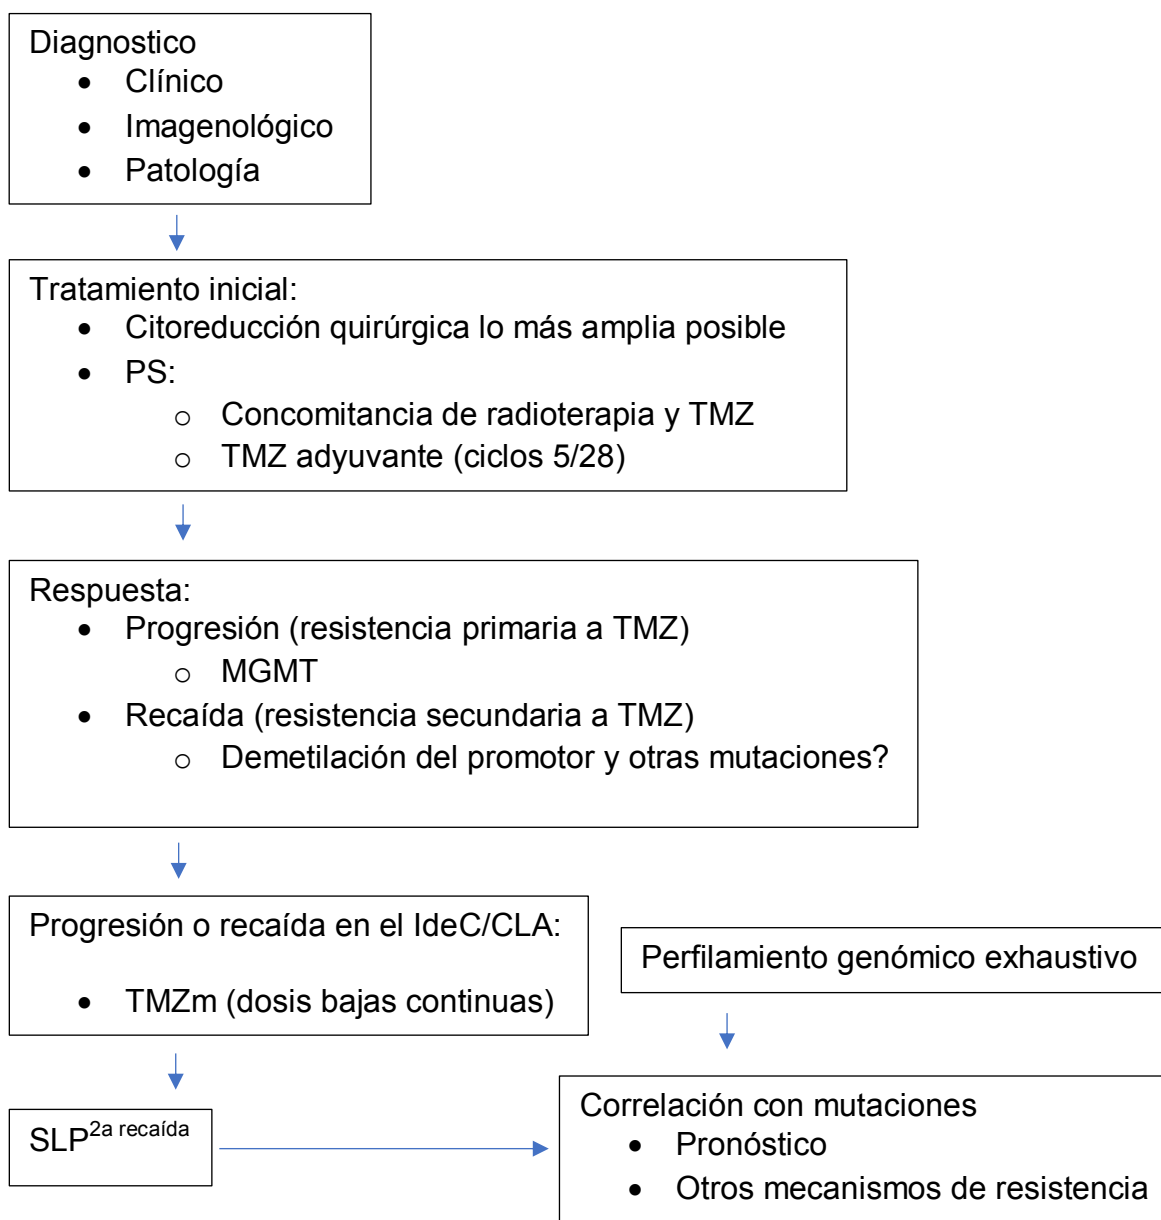 Diagnostico
• Clínico
• Imagenológico
• Patología
Tratamiento inicial:
• Citoreducción quirúrgica lo más amplia posible
• PS:
o Concomitancia de radioterapia y TMZ
o TMZ adyuvante (ciclos 5/28)
Respuesta:
• Progresión (resistencia primaria a TMZ)
o MGMT
• Recaída (resistencia secundaria a TMZ)
o Demetilación del promotor y otras mutaciones?
Progresión o recaída en el IdeC/CLA:
• TMZm (dosis bajas continuas)
Perfilamiento genómico exhaustivo
SLP2a recaída
Correlación con mutaciones
• Pronóstico
• Otros mecanismos de resistencia